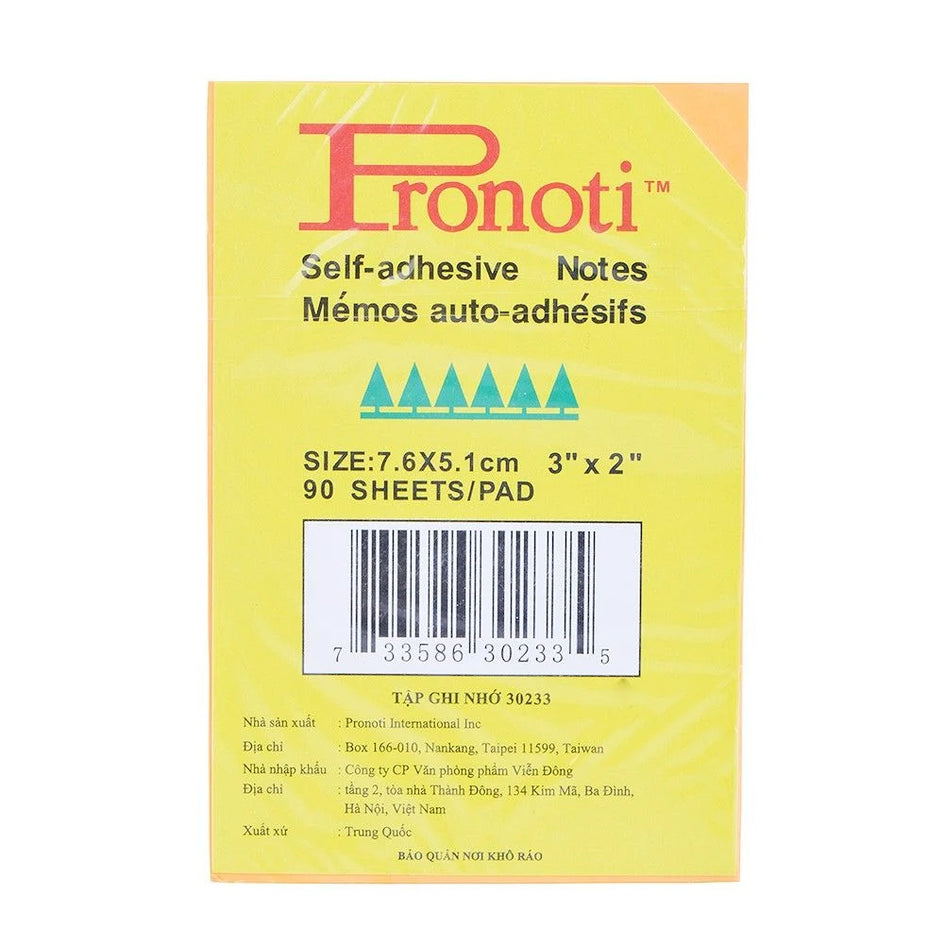 Pronoti™
Self-adhesive Notes
Mémos auto-adhésifs
SIZE:7.6X5.1cm 3" x 2"
90 SHEETS/PAD
7 33586 30233 5
TẬP GHI NHỚ 30233
Nhà sản xuất : Pronoti International Inc
Địa chỉ : Box 166-010, Nankang, Taipei 11599, Taiwan
Nhà nhập khẩu : Công ty CP Văn phòng phẩm Viễn Đông
Địa chỉ : tầng 2, tòa nhà Thành Đông, 134 Kim Mã, Ba Đình,
Hà Nội, Việt Nam
Xuất xứ : Trung Quốc
BẢO QUẢN NƠI KHÔ RÁO